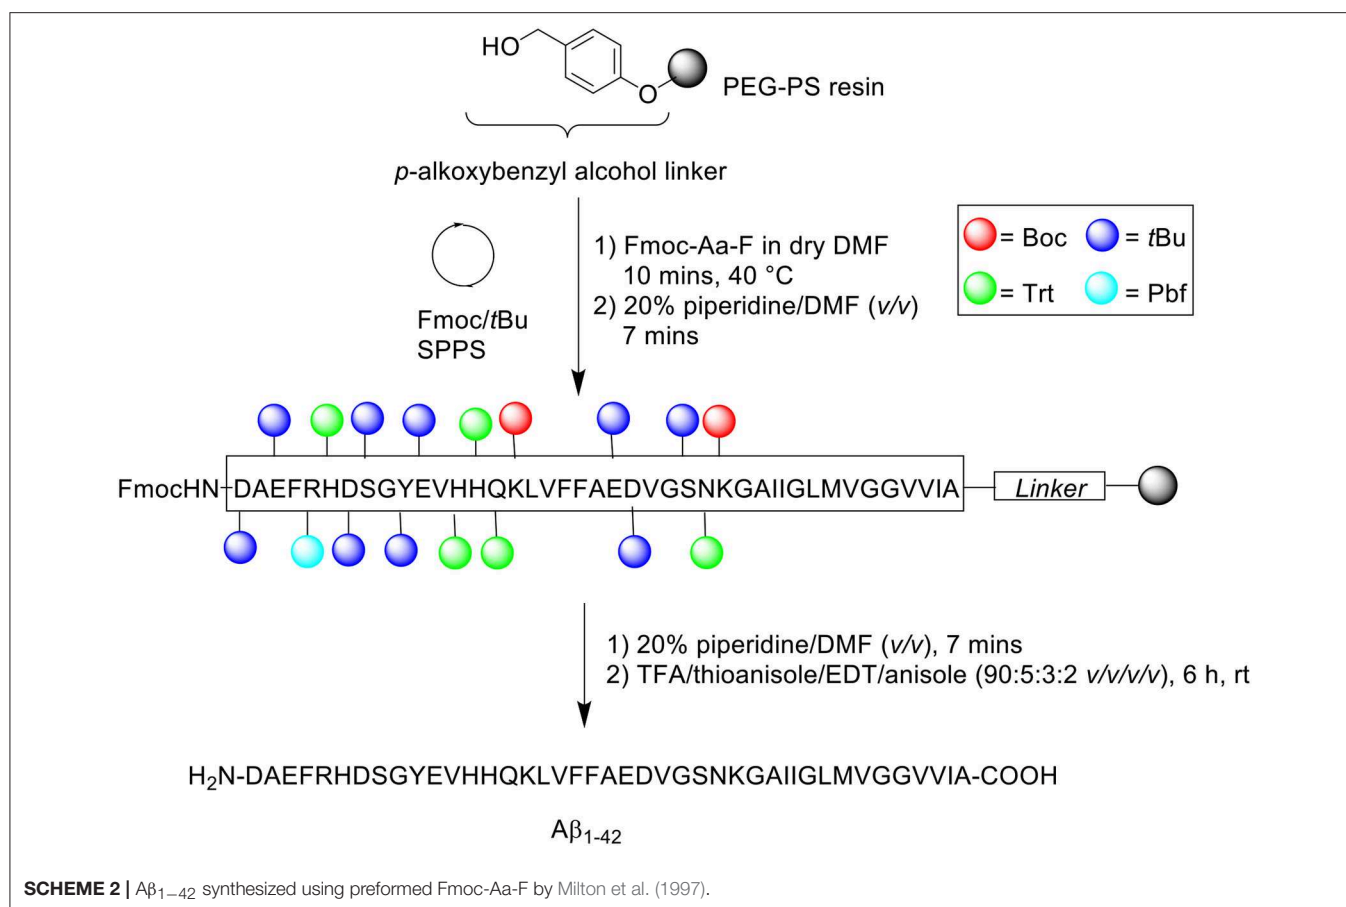 HO
O
PEG-PS resin
p-alkoxybenzyl alcohol linker
Fmoc/tBu
SPPS
1) Fmoc-Aa-F in dry DMF
10 mins, 40 °C
2) 20% piperidine/DMF (v/v)
7 mins
= Boc
= tBu
= Trt
= Pbf
FmocHN
DAEFRHDSGYEVHHQKLVFFAEDVGSNKGAIIGLMVGGVVIA
Linker
1) 20% piperidine/DMF (v/v), 7 mins
2) TFA/thioanisole/EDT/anisole (90:5:3:2 v/v/v/v), 6 h, rt
H₂N-DAEFRHDSGYEVHHQKLVFFAEDVGSNKGAIIGLMVGGVVIA-COOH
Aβ₁₋₄₂
SCHEME 2 | Aβ₁₋₄₂ synthesized using preformed Fmoc-Aa-F by Milton et al. (1997).